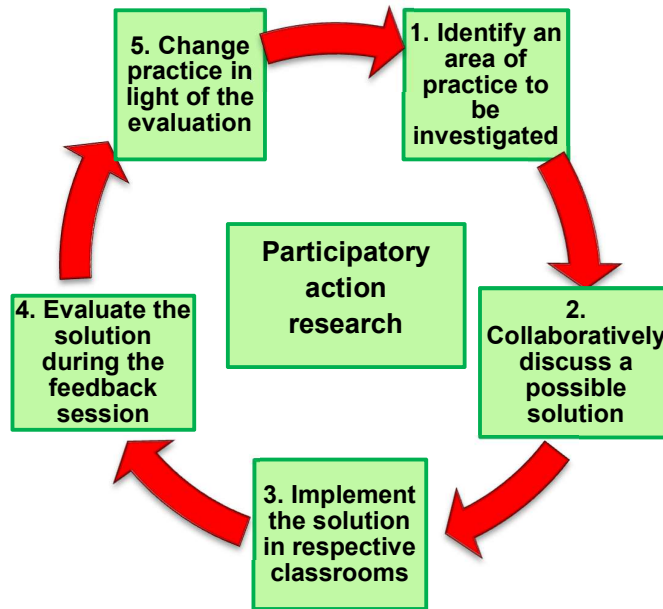 1. Identify an
area of
practice to
be
investigated
2.
Collaboratively
discuss a
possible
solution
3. Implement
the solution
in respective
classrooms
4. Evaluate the
solution
during the
feedback
session
5. Change
practice in
light of the
evaluation
Participatory
action
research